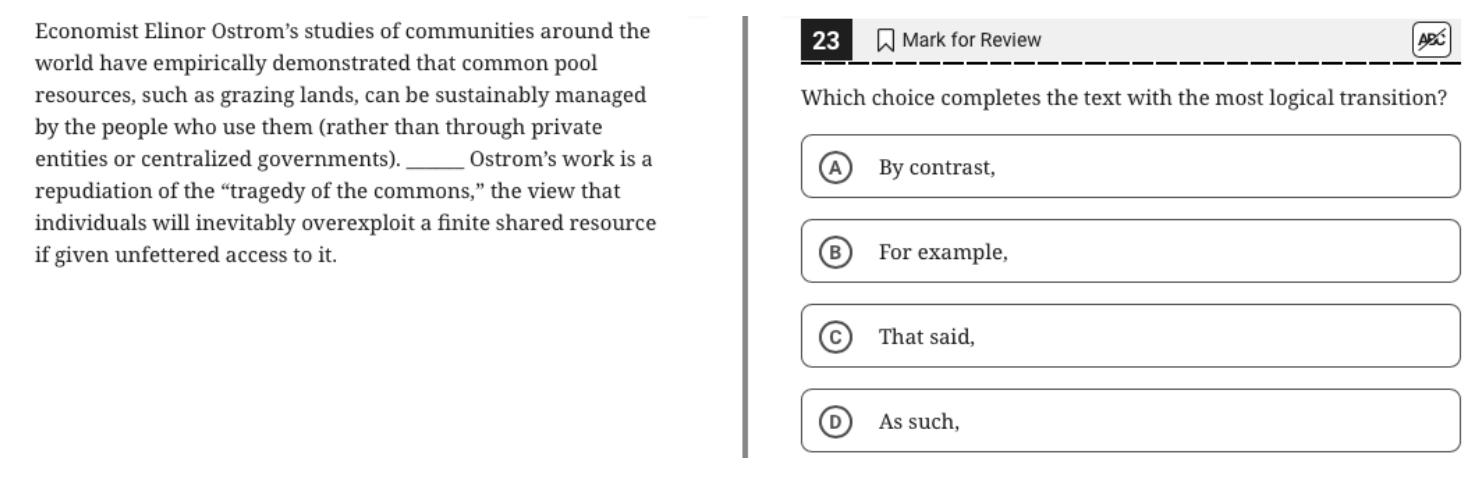 Economist Elinor Ostrom’s studies of communities around the
world have empirically demonstrated that common pool
resources, such as grazing lands, can be sustainably managed
by the people who use them (rather than through private
entities or centralized governments). ______ Ostrom’s work is a
repudiation of the “tragedy of the commons,” the view that
individuals will inevitably overexploit a finite shared resource
if given unfettered access to it.
23 Mark for Review ABC
Which choice completes the text with the most logical transition?
A By contrast,
B For example,
C That said,
D As such,